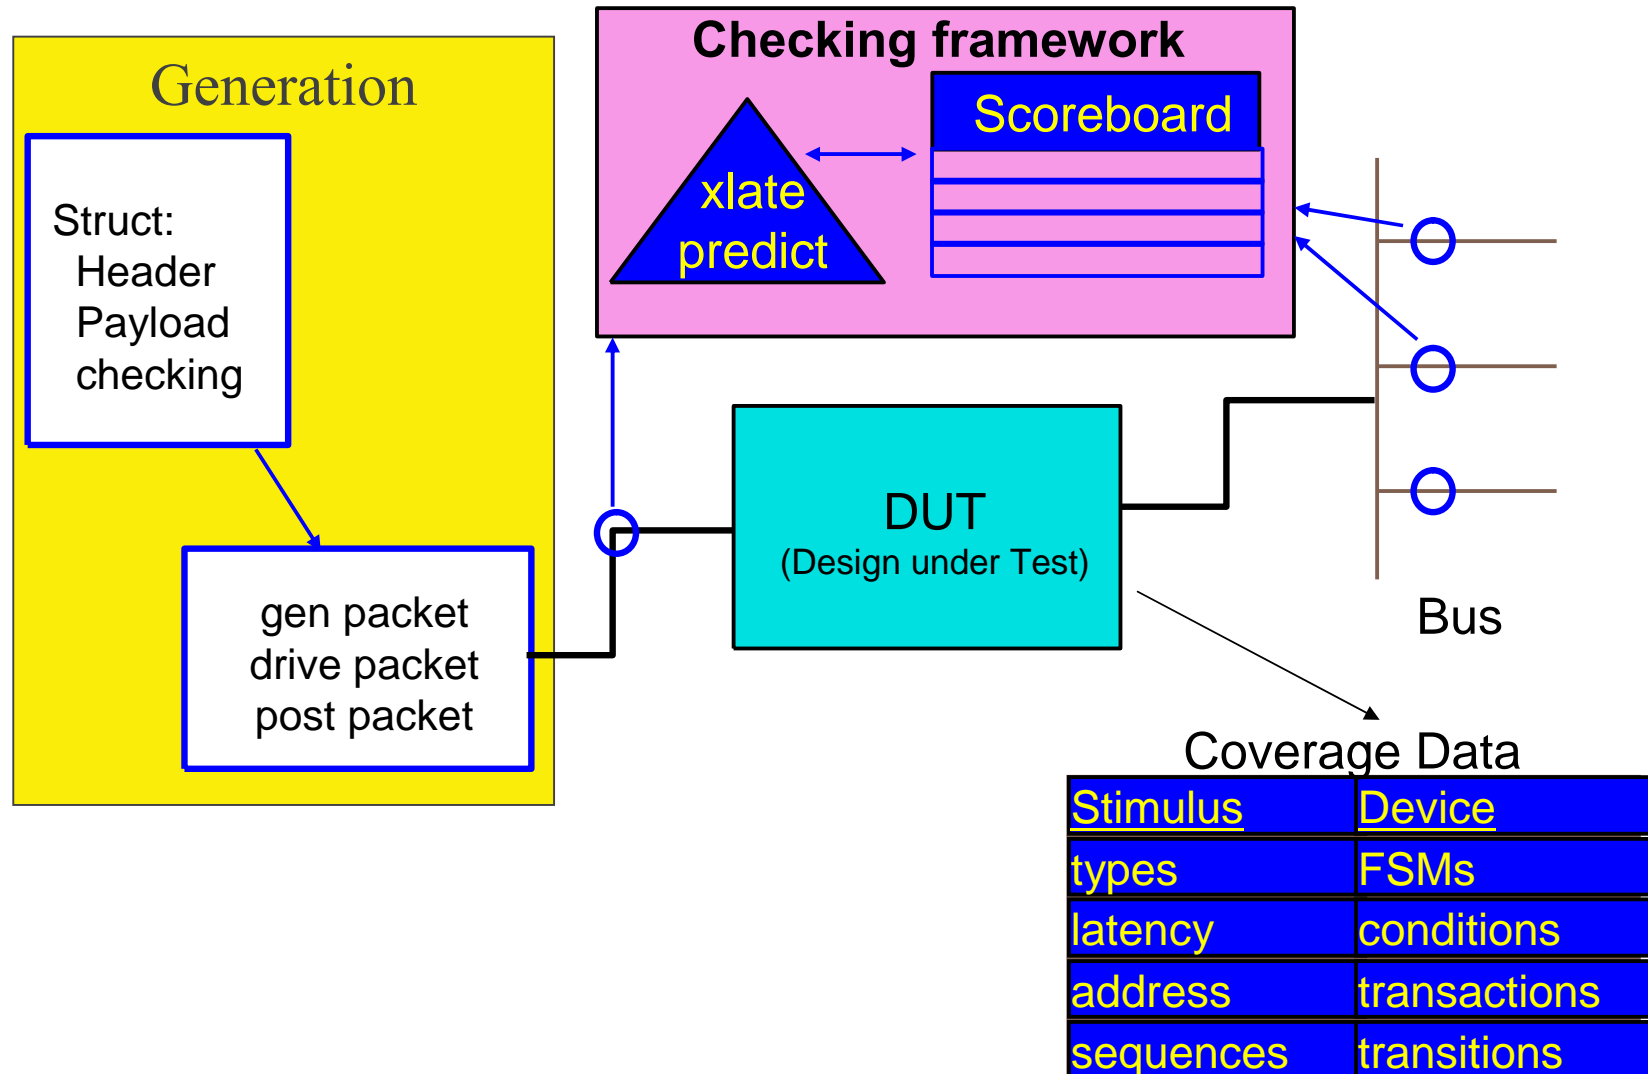 Generation
Struct:
Header
Payload
checking
gen packet
drive packet
post packet
Checking framework
xlate
predict
Scoreboard
DUT
(Design under Test)
Bus
Coverage Data
Stimulus Device
types FSMs
latency conditions
address transactions
sequences transitions